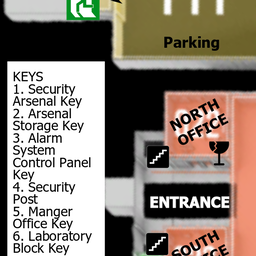 Parking
KEYS
1. Security
Arsenal Key
2. Arsenal
Storage Key
3. Alarm
System
Control Panel
Key
4. Security
Post
5. Manger
Office Key
6. Laboratory
Block Key
NORTH
OFFICE
ENTRANCE
SOUTH